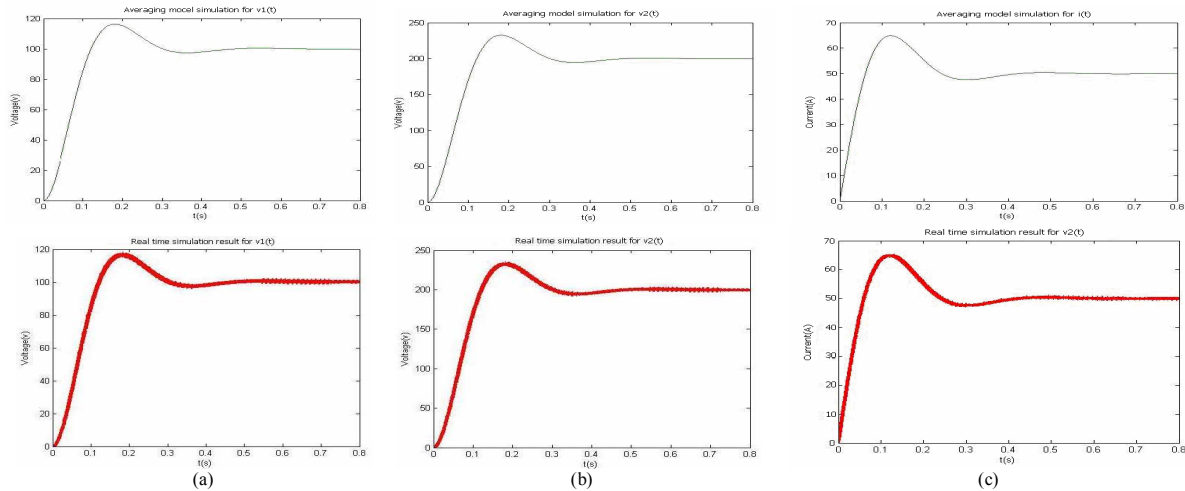 Averaging mocel simulation for v1(t)
120
100
80
60
40
20
0
Voltage(v)
0 0.1 0.2 0.3 0.4 0.5 0.6 0.7 0.8
t(s)
Averaging model simulation for v2(t)
250
200
150
100
50
0
Voltage(v)
0 0.1 0.2 0.3 0.4 0.5 0.6 0.7 0.8
t(s)
Averaging model simulation for i(t)
70
60
50
40
30
20
10
0
Current(A)
0 0.1 0.2 0.3 0.4 0.5 0.6 0.7 0.8
t(s)
Real time simulation result for v1(t)
120
100
80
60
40
20
0
Voltage(v)
0 0.1 0.2 0.3 0.4 0.5 0.6 0.7 0.8
t(s)
(a)
Real time simulation result for v2(t)
250
200
150
100
50
0
Voltage(v)
0 0.1 0.2 0.3 0.4 0.5 0.6 0.7 0.8
t(s)
(b)
Real time simulation result for v2(t)
70
60
50
40
30
20
10
0
Current(A)
0 0.1 0.2 0.3 0.4 0.5 0.6 0.7 0.8
t(s)
(c)